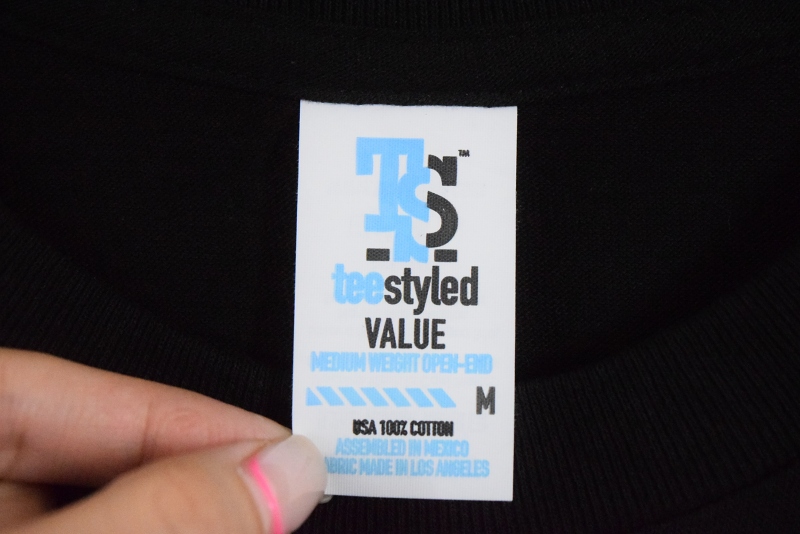 TS™
teestyled
VALUE
MEDIUM WEIGHT OPEN-END
M
USA 100% COTTON
ASSEMBLED IN MEXICO
FABRIC MADE IN LOS ANGELES